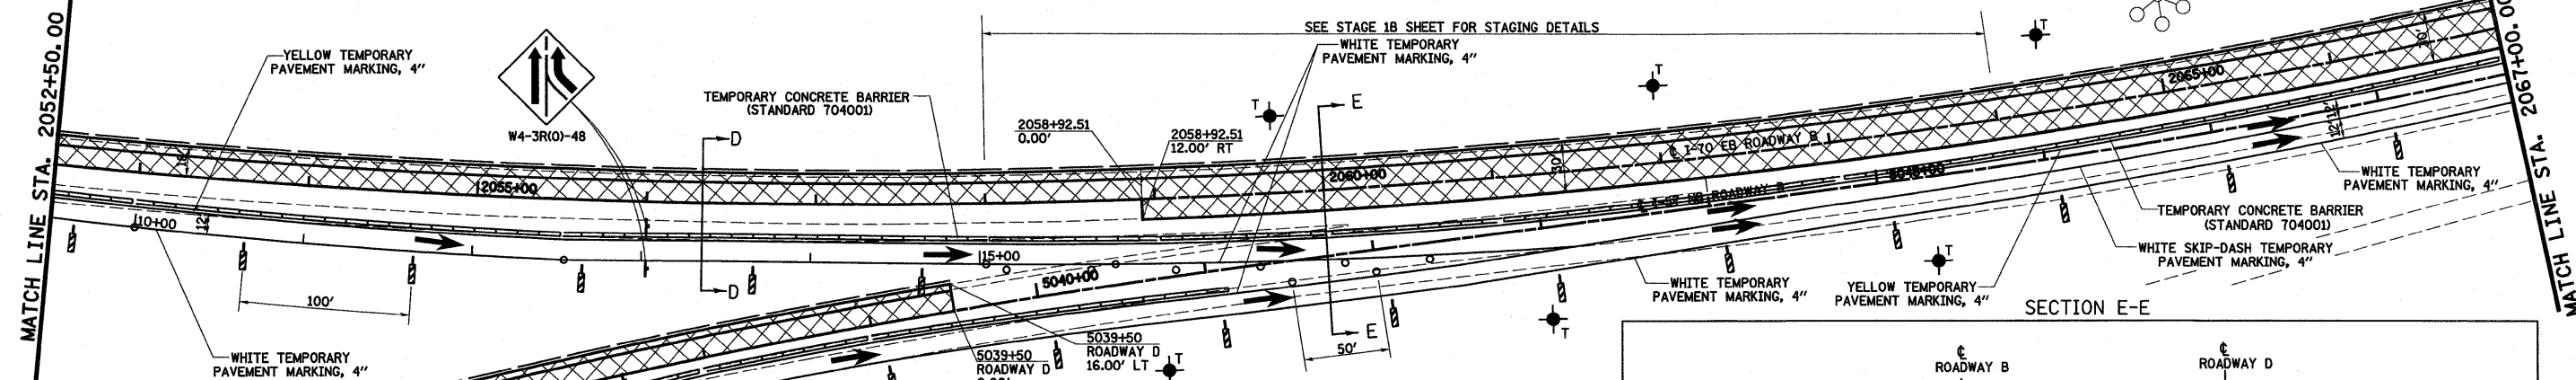 MATCH LINE STA. 2052+50.00
YELLOW TEMPORARY
PAVEMENT MARKING, 4"
W4-3R(O)-48
TEMPORARY CONCRETE BARRIER
(STANDARD 704001)
D
D
SEE STAGE 1B SHEET FOR STAGING DETAILS
WHITE TEMPORARY
PAVEMENT MARKING, 4"
2058+92.51
0.00'
2058+92.51
12.00' RT
T
E
E
T
T
2055+00
2060+00
30'
℄ I-70 EB ROADWAY B
2065+00
10+00
12'
15+00
5040+00
100'
WHITE TEMPORARY
PAVEMENT MARKING, 4"
5039+50
ROADWAY D
5039+50
ROADWAY D
16.00' LT
T
50'
T
T
WHITE TEMPORARY
PAVEMENT MARKING, 4"
YELLOW TEMPORARY
PAVEMENT MARKING, 4"
12'
12'
WHITE TEMPORARY
PAVEMENT MARKING, 4"
TEMPORARY CONCRETE BARRIER
(STANDARD 704001)
WHITE SKIP-DASH TEMPORARY
PAVEMENT MARKING, 4"
SECTION E-E
℄
ROADWAY B
℄
ROADWAY D
MATCH LINE STA. 2067+00.00